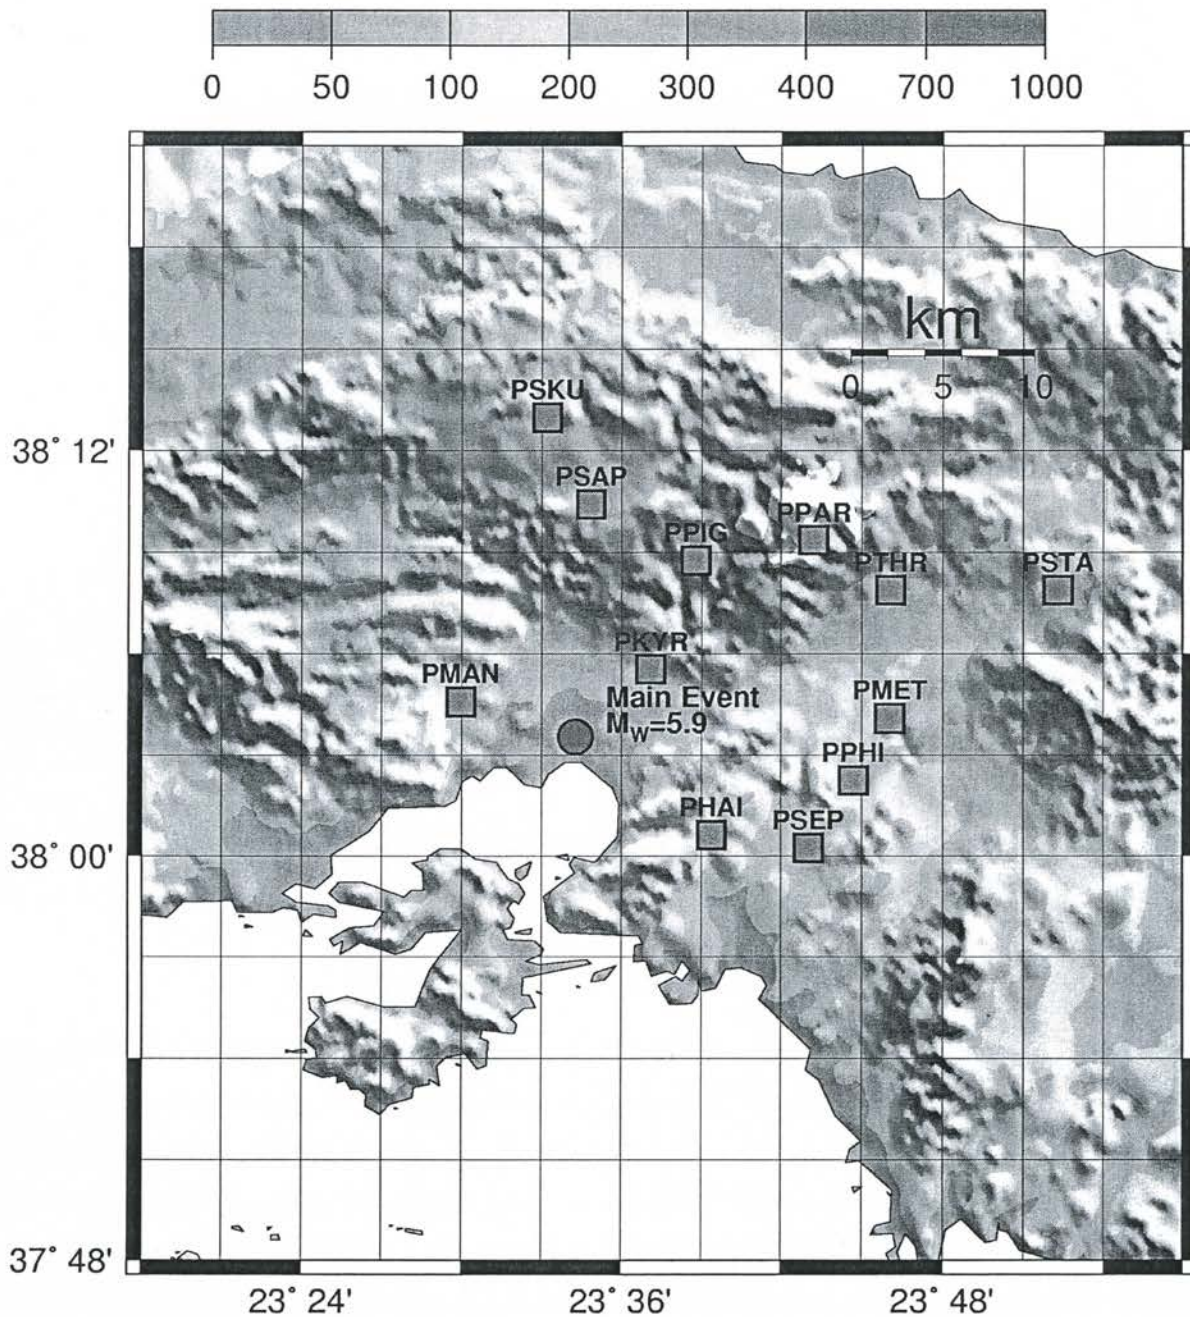 0 50 100 200 300 400 700 1000
km
0 5 10
PSKU
38° 12'
PSAP
PPAR
PPIG
PTHR
PSTA
PKYR
PMAN
Main Event
PMET
Mw=5.9
PPHI
PHAI
PSEP
38° 00'
37° 48'
23° 24' 23° 36' 23° 48'